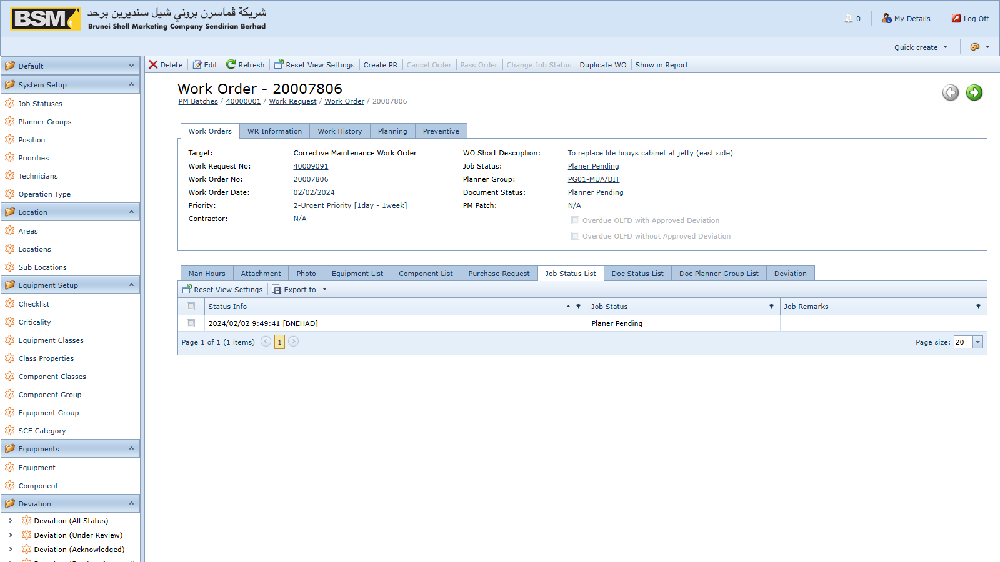 BSM
شريكة ڤماسرن بروني شيل سنديرين برحد
Brunei Shell Marketing Company Sendirian Berhad
0
My Details
Log Off
Quick create
Default
System Setup
Job Statuses
Planner Groups
Position
Priorities
Technicians
Operation Type
Location
Areas
Locations
Sub Locations
Equipment Setup
Checklist
Criticality
Equipment Classes
Class Properties
Component Classes
Component Group
Equipment Group
SCE Category
Equipments
Equipment
Component
Deviation
Deviation (All Status)
Deviation (Under Review)
Deviation (Acknowledged)
Delete Edit Refresh Reset View Settings Create PR Cancel Order Pass Order Change Job Status Duplicate WO Show in Report
Work Order - 20007806
PM Batches / 40000001 / Work Request / Work Order / 20007806
Work Orders WR Information Work History Planning Preventive
Target: Corrective Maintenance Work Order
Work Request No: 40009091
Work Order No: 20007806
Work Order Date: 02/02/2024
Priority: 2-Urgent Priority [1day - 1week]
Contractor: N/A
WO Short Description: To replace life bouys cabinet at jetty (east side)
Job Status: Planer Pending
Planner Group: PG01-MUA/BIT
Document Status: Planner Pending
PM Patch: N/A
Overdue OLFD with Approved Deviation
Overdue OLFD without Approved Deviation
Man Hours Attachment Photo Equipment List Component List Purchase Request Job Status List Doc Status List Doc Planner Group List Deviation
Reset View Settings Export to
Status Info Job Status Job Remarks
2024/02/02 9:49:41 [BNEHAD] Planer Pending
Page 1 of 1 (1 items) 1 Page size: 20